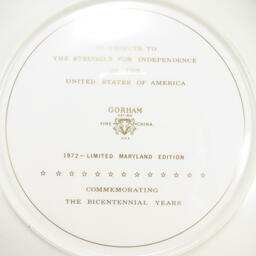 IN TRIBUTE TO
THE STRUGGLE FOR INDEPENDENCE
OF THE
UNITED STATES OF AMERICA
GORHAM
FINE CHINA
1972 – LIMITED MARYLAND EDITION
COMMEMORATING
THE BICENTENNIAL YEARS